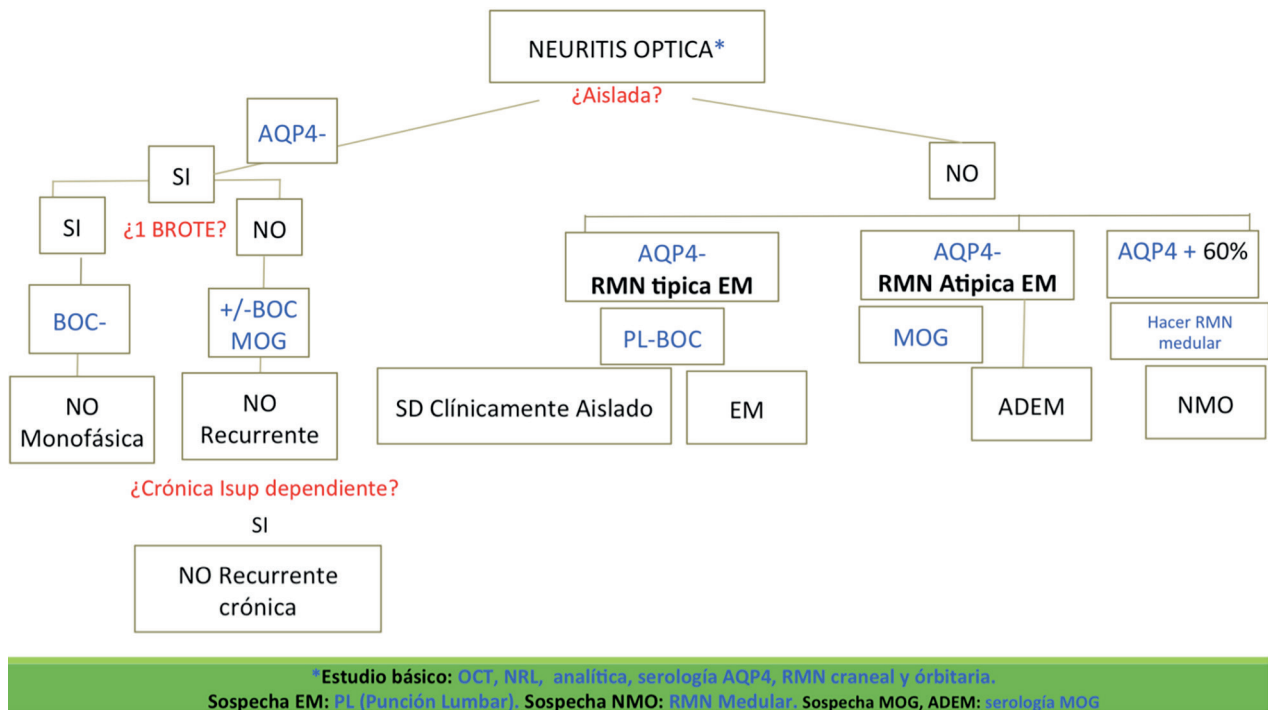 NEURITIS OPTICA*
¿Aislada?
AQP4-
SI
NO
SI
¿1 BROTE?
NO
BOC-
+/-BOC
MOG
NO
Monofásica
NO
Recurrente
¿Crónica Isup dependiente?
SI
NO Recurrente
crónica
AQP4-
RMN tipica EM
PL-BOC
SD Clínicamente Aislado
EM
AQP4-
RMN Atipica EM
MOG
ADEM
AQP4 + 60%
Hacer RMN
medular
NMO
*Estudio básico: OCT, NRL, analítica, serología AQP4, RMN craneal y órbitaria.
Sospecha EM: PL (Punción Lumbar). Sospecha NMO: RMN Medular. Sospecha MOG, ADEM: serología MOG